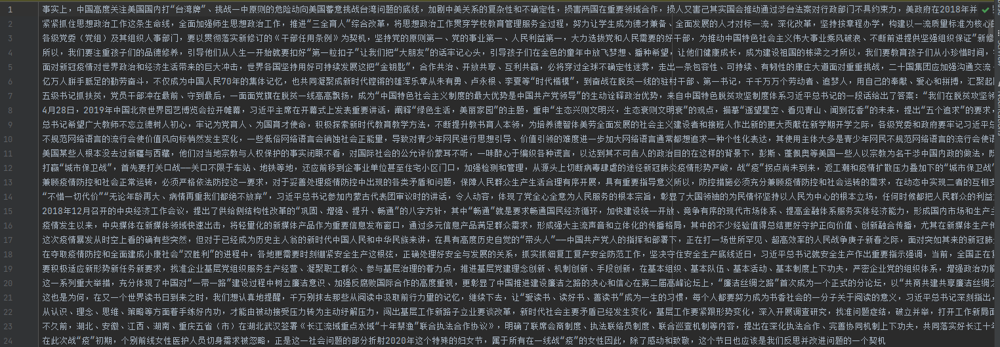 1 事实上，中国高度关注美国国内打“台湾牌”、挑战一中原则的危险动向美国蓄意挑战台湾问题的底线，加剧中美关系的复杂性和不确定性，损害两国在重要领域合作，损人又害己其实国会推动通过涉台法案对行政部门不具约束力，美政府在2018年并
2 紧紧抓住思想政治工作这条生命线，全面加强师生思想政治工作，推进“三全育人”综合改革，将思想政治工作贯穿学校教育管理服务全过程，努力让学生成为德才兼备、全面发展的人才对标一流，深化改革，坚持按章程办学，构建以一流质量标准为核心
3 各级党委（党组）及其组织人事部门，要以贯彻落实新修订的《干部任用条例》为契机，坚持党的原则第一、党的事业第一、人民利益第一，大力选拔党和人民需要的好干部，为推动中国特色社会主义伟大事业乘风破浪、不断前进提供坚强组织保证”新修
4 所以，我们要注重孩子们的品德修养，引导他们从人生一开始就要扣好“第一粒扣子”让我们把“大朋友”的话牢记心头，引导孩子们在金色的童年中放飞梦想、播种希望，让他们健康成长，成为建设祖国的栋梁之才所以，我们要教育孩子们从小珍惜时间，
5 面对新冠疫情对世界政治和经济生活带来的巨大冲击，世界各国坚持用好可持续发展这把“金钥匙”，合作共治、开放共享、互利共赢，必将穿过全球不确定性迷雾，走出一条包容性、可持续、有韧性的康庄大道面对重重挑战，二十国集团应加强沟通交流
6 亿万人胼手胝足的勤劳奋斗，不仅成为中国人民70年的集体记忆，也共同凝聚成新时代铿锵的雄浑乐章从朱有勇、卢永根、李夏等“时代楷模”，到奋战在脱贫一线的驻村干部、第一书记，千千万万个劳动者、追梦人，用自己的奉献、爱心和拼搏，汇聚起
7 五级书记抓扶贫，党员干部冲在最前、守到最后，一面面党旗在脱贫一线高高飘扬，成为“中国特色社会主义制度的最大优势是中国共产党领导”的生动诠释政治优势，来自中国特色脱贫攻坚制度体系习近平总书记的一段话给出了答案：“我们在脱贫攻坚领
8 4月28日，2019年中国北京世界园艺博览会拉开帷幕，习近平主席在开幕式上发表重要讲话，阐释“绿色生活，美丽家园”的主题，重申“生态兴则文明兴，生态衰则文明衰”的观点，描摹“遥望星空、看见青山、闻到花香”的未来，提出“五个追求”的要求，
9 总书记希望广大教师不忘立德树人初心，牢记为党育人、为国育才使命，积极探索新时代教育教学方法，不断提升教书育人本领，为培养德智体美劳全面发展的社会主义建设者和接班人作出新的更大贡献在新学期开学之际，各级党委和政府要牢记习近平总
10 不规范网络语言的流行会使价值风向标悄然发生变化，一些低俗网络语言会销蚀社会正能量，导致对青少年网民进行思想引导、价值引领的难度进一步加大网络语言通常都想追求一种个性化表达，其使用主体大多是青少年网民不规范网络语言的流行会使语
11 美国某些人根本没去过新疆与西藏，他们对当地宗教与人权保护的事实闭眼不看，对国际社会的公允评价蒙耳不听，一味醉心于编织各种谎言，以达到其不可告人的政治目的在这样的背景下，彭斯、蓬佩奥等美国一些人以宗教为名干涉中国内政的做法，
12 打赢“城市保卫战”，首先要打关口战——关口不限于车站、地铁等地，还应前移到企事业单位甚至住宅小区门口，加强检测和管理，从源头上切断病毒肆虐的途径新冠肺炎疫情形势严峻，战“疫”拐点尚未到来，返工潮和疫情扩散压力叠加下的“城市保卫战”
13 兼顾疫情防控和社会正常运转，必须严格依法防控这一要求，对于妥善处理疫情防控中出现的各类矛盾和问题，保障人民群众生产生活合理有序开展，具有重要指导意义所以，防控措施必须充分兼顾疫情防控和社会运转的需求，在动态中实现二者的互相支
14 “不惜一切代价”“无论年龄再大、病情再重我们都绝不放弃”，习近平总书记参加内蒙古代表团审议时的讲话，令人动容，体现了党全心全意为人民服务的根本宗旨，彰显了大国领袖的为民情怀坚持以人民为中心的根本立场，任何时候都把人民群众的利益
15 2018年12月召开的中央经济工作会议，提出了供给侧结构性改革的“巩固、增强、提升、畅通”的八字方针，其中“畅通”就是要求畅通国民经济循环，加快建设统一开放、竞争有序的现代市场体系、提高金融体系服务实体经济能力，形成国内市场和生产主
16 疫情发生以来，中央媒体在新媒体领域快速出击，将轻量化的新媒体产品作为重要信息发布窗口，通过多元信息产品满足群众需求，形成强大主流声音和立体化的传播格局，其中的不少经验值得总结更好守护正向价值、创新融合传播，尤其在新媒体生产传
17 这次疫情暴发从时空上看的确有些突然，但对于已经成为历史主人翁的新时代中国人民和中华民族来讲，在具有高度历史自觉的“带头人”——中国共产党人的指挥和部署下，正在打一场世所罕见、超高效率的人民战争庚子新春之际，面对突如其来的新冠肺
18 在夺取疫情防控和全面建成小康社会“双胜利”的进程中，各地更需要时刻绷紧安全生产这根弦，正确处理好安全与发展的关系，抓实抓细复工复产安全防范工作，坚决守住安全生产底线近日，习近平总书记就安全生产作出重要指示强调，当前，全国正在复
19 要积极适应新形势新任务新要求，找准企业基层党组织服务生产经营、凝聚职工群众、参与基层治理的着力点，推进基层党建理念创新、机制创新、手段创新，在基本组织、基本队伍、基本活动、基本制度上下功夫，严密企业党的组织体系，增强政治功能
20 这一系列重大举措，充分体现了中国对“一带一路”建设过程中树立廉洁意识、加强反腐败国际合作的高度重视，更彰显了中国推进建设廉洁之路的决心和信心在第二届高峰论坛上，“廉洁丝绸之路”首次成为一个正式的分论坛，以“共商共建共享廉洁丝绸之
21 这也是为何，在又一个世界读书日到来之时，我们想认真地提醒，千万别抹去那些从阅读中汲取前行力量的记忆，继续下去，让“爱读书、读好书、善读书”成为一生的习惯，每个人都要努力成为书香社会的一分子关于阅读的意义，习近平总书记深刻指出，
22 从认识、理念、思维、策略等方面着手练好内功，才能由被动接受压力转为主动纾解压力，闯出基层工作新路子立业要谈改革，新时代社会主要矛盾已经发生变化，基层工作要紧跟形势变化，深入开展调查研究，找准问题症结，破立并举，打开工作新局面
23 不久前，湖北、安徽、江西、湖南、重庆五省（市）在湖北武汉签署《长江流域重点水域“十年禁渔”联合执法合作协议》，明确了联席会商制度、执法联络员制度、联合巡查机制等内容，提出在深化执法合作、完善协同机制上下功夫，共同落实好长江十年
24 在此次战“疫”初期，个别前线女性医护人员切身需求被忽略，正是这一社会问题的部分折射2020年这个特殊的妇女节，属于所有在一线战“疫”的女性因此，除了感动和致敬，这个节日也应该是我们反思并改进问题的一个契机